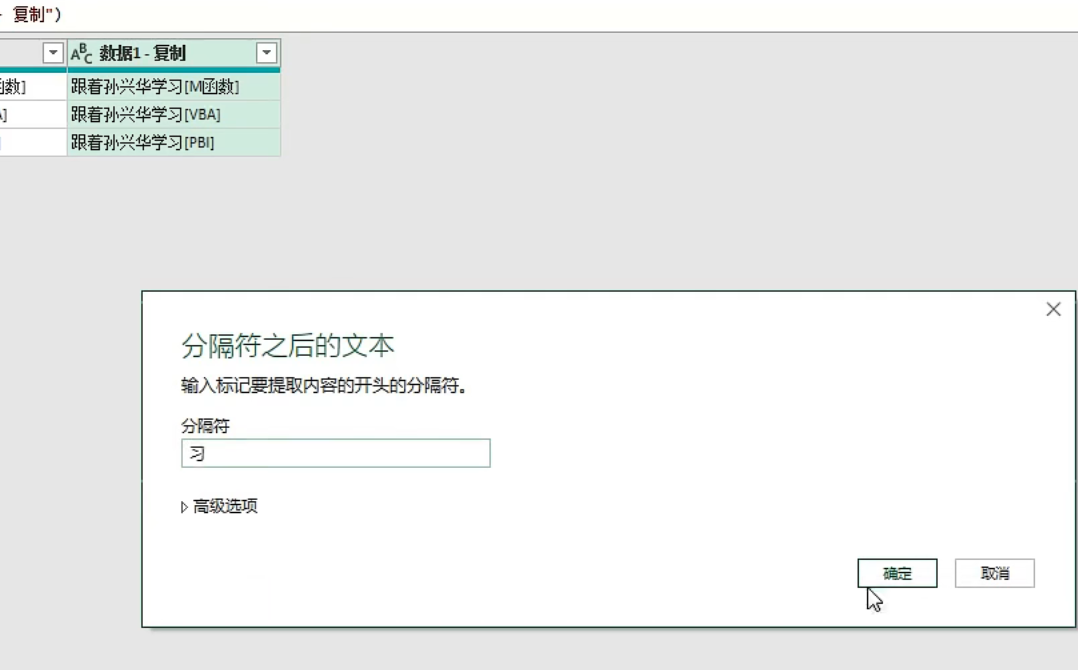 - 复制")
ABC 数据1 - 复制
函数] 跟着孙兴华学习[M函数]
A] 跟着孙兴华学习[VBA]
] 跟着孙兴华学习[PBI]
分隔符之后的文本
输入标记要提取内容的开头的分隔符。
分隔符
习
高级选项
确定 取消